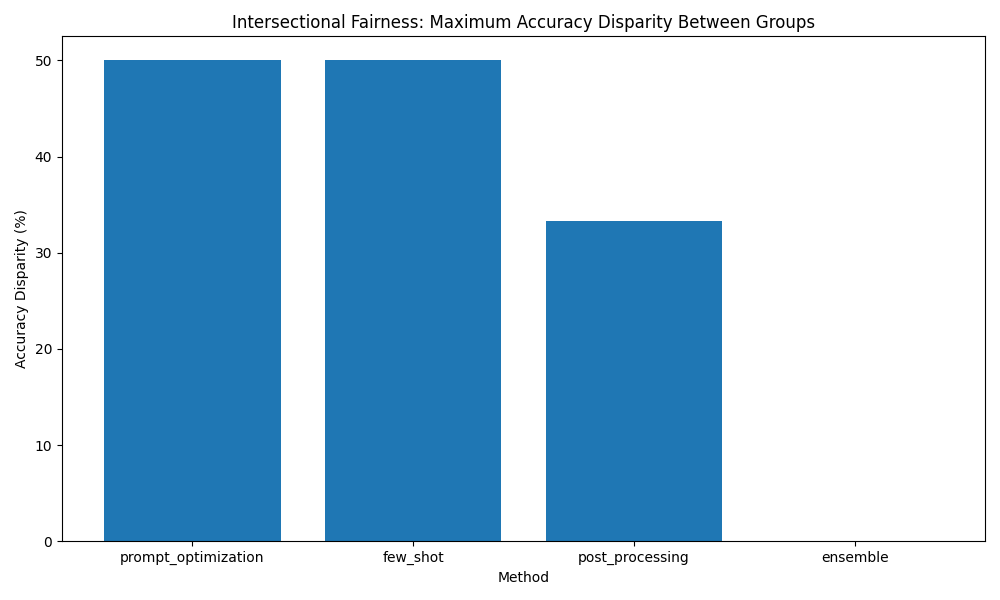 Intersectional Fairness: Maximum Accuracy Disparity Between Groups
Accuracy Disparity (%)
50
40
30
20
10
0
prompt_optimization
few_shot
post_processing
ensemble
Method